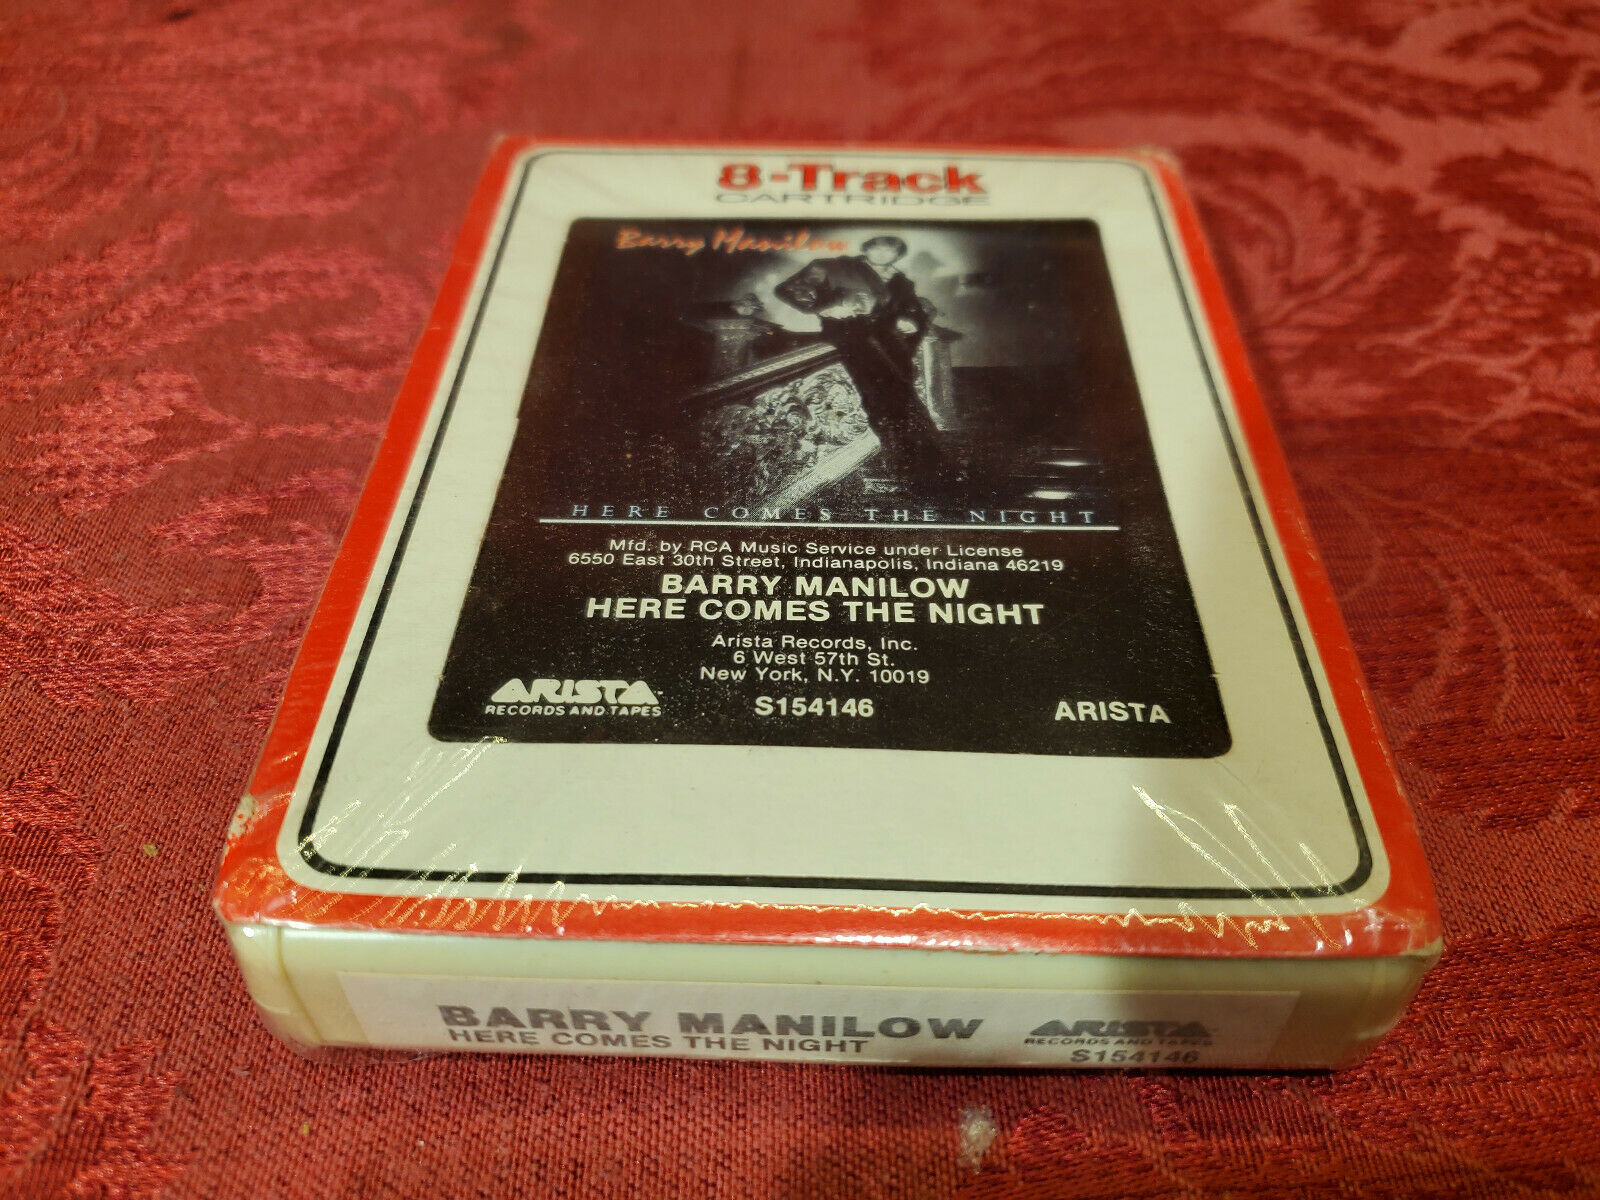 8-Track
CARTRIDGE
Barry Manilow
HERE COMES THE NIGHT
Mfd. by RCA Music Service under License
6550 East 30th Street, Indianapolis, Indiana 46219
BARRY MANILOW
HERE COMES THE NIGHT
Arista Records, Inc.
6 West 57th St.
New York, N.Y. 10019
ARISTA
RECORDS AND TAPES
S154146
ARISTA
BARRY MANILOW
HERE COMES THE NIGHT
ARISTA
RECORDS AND TAPES
S154146